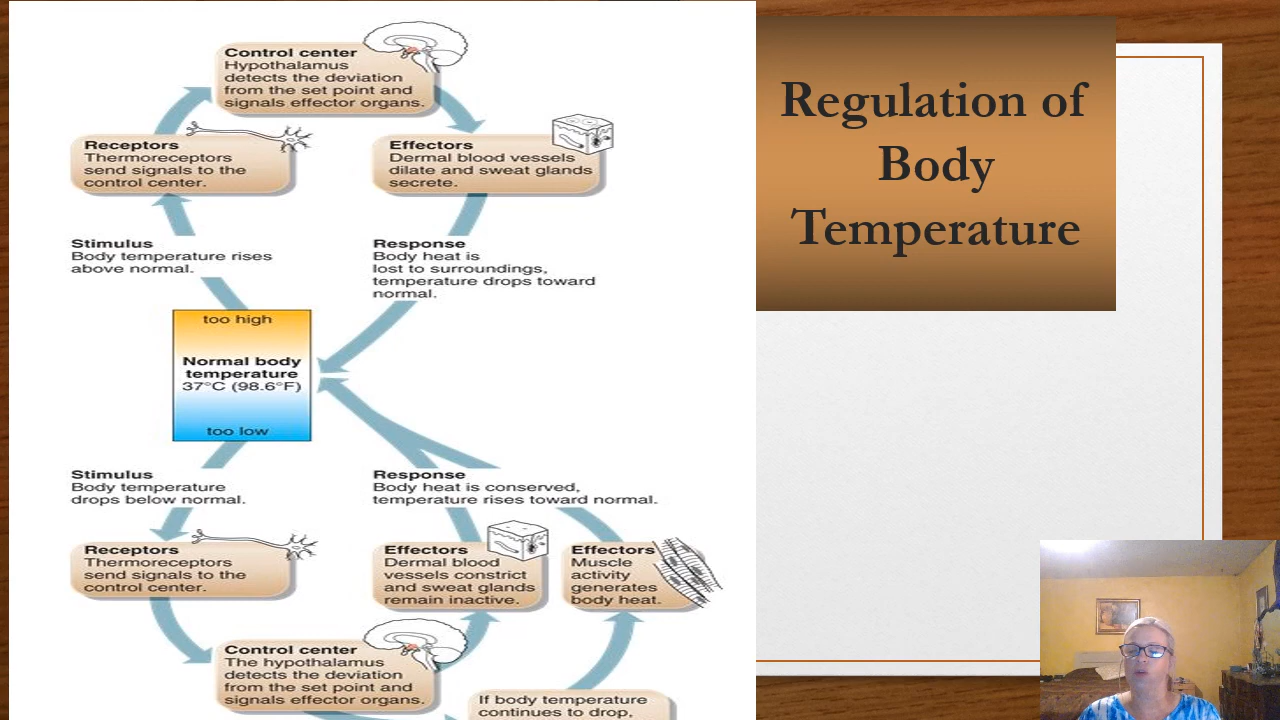 Control center
Hypothalamus
detects the deviation
from the set point and
signals effector organs.
Receptors
Thermoreceptors
send signals to the
control center.
Effectors
Dermal blood vessels
dilate and sweat glands
secrete.
Stimulus
Body temperature rises
above normal.
Response
Body heat is
lost to surroundings,
temperature drops toward
normal.
too high
Normal body
temperature
37°C (98.6°F)
too low
Stimulus
Body temperature
drops below normal.
Response
Body heat is conserved,
temperature rises toward normal.
Receptors
Thermoreceptors
send signals to the
control center.
Effectors
Dermal blood
vessels constrict
and sweat glands
remain inactive.
Effectors
Muscle
activity
generates
body heat.
Control center
The hypothalamus
detects the deviation
from the set point and
signals effector organs.
If body temperature
continues to drop,
Regulation of
Body
Temperature